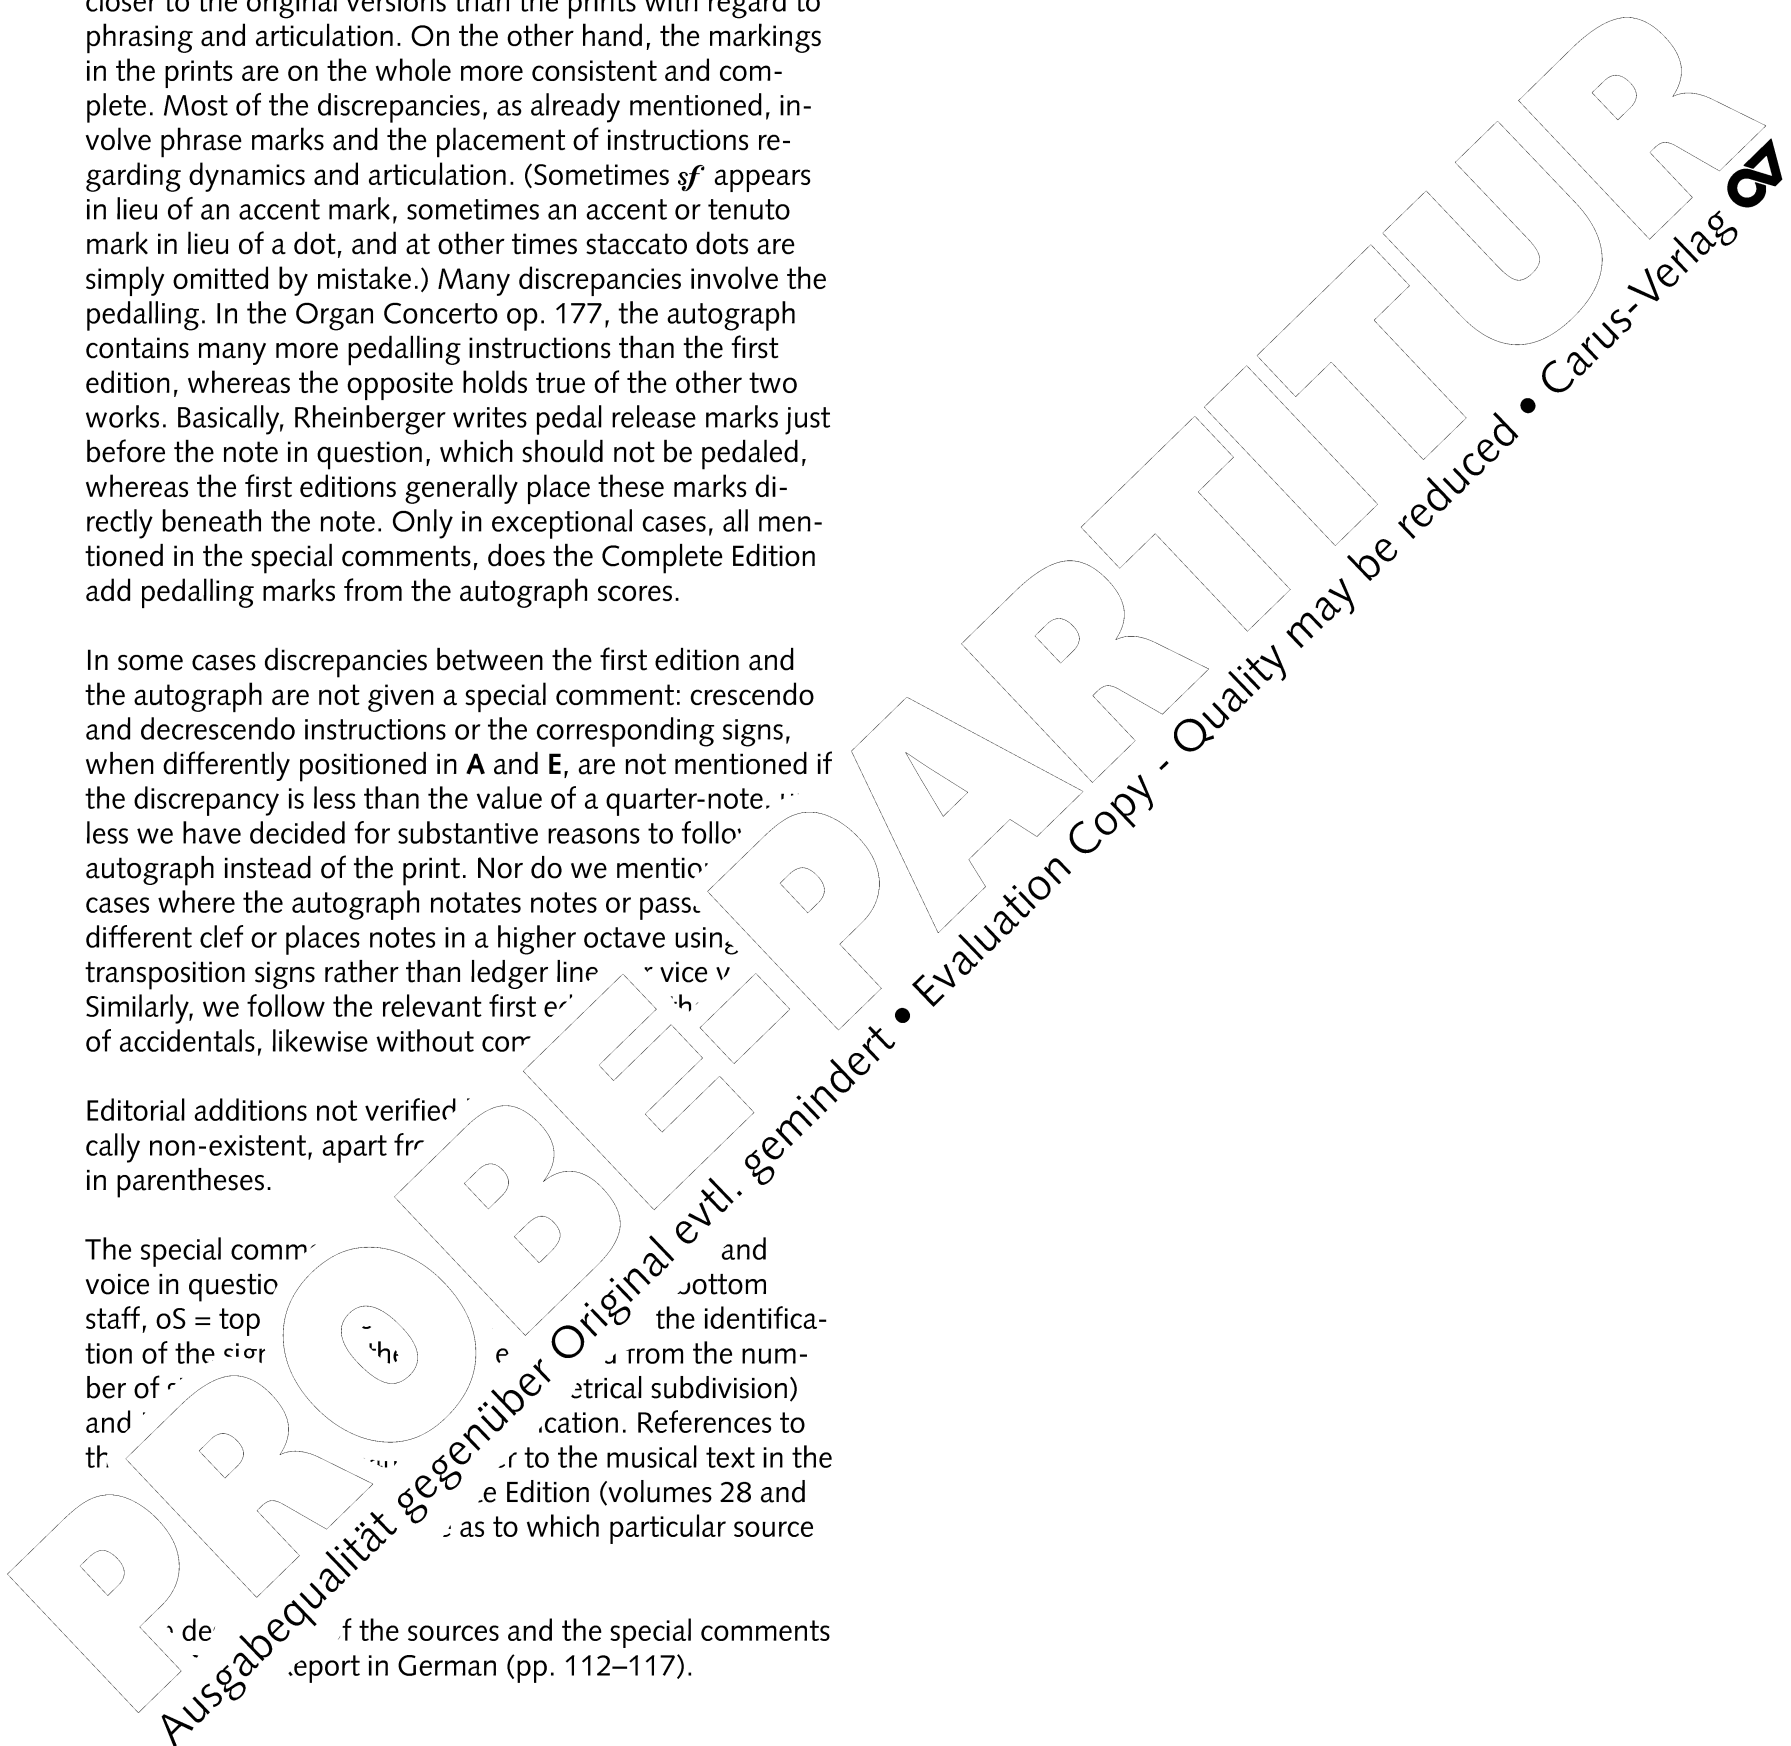 closer to the original versions than the prints with regard to
phrasing and articulation. On the other hand, the markings
in the prints are on the whole more consistent and com-
plete. Most of the discrepancies, as already mentioned, in-
volve phrase marks and the placement of instructions re-
garding dynamics and articulation. (Sometimes sf appears
in lieu of an accent mark, sometimes an accent or tenuto
mark in lieu of a dot, and at other times staccato dots are
simply omitted by mistake.) Many discrepancies involve the
pedalling. In the Organ Concerto op. 177, the autograph
contains many more pedalling instructions than the first
edition, whereas the opposite holds true of the other two
works. Basically, Rheinberger writes pedal release marks just
before the note in question, which should not be pedaled,
whereas the first editions generally place these marks di-
rectly beneath the note. Only in exceptional cases, all men-
tioned in the special comments, does the Complete Edition
add pedalling marks from the autograph scores.
In some cases discrepancies between the first edition and
the autograph are not given a special comment: crescendo
and decrescendo instructions or the corresponding signs,
when differently positioned in A and E, are not mentioned if
the discrepancy is less than the value of a quarter-note,
less we have decided for substantive reasons to
autograph instead of the print. Nor do we
cases where the autograph notates notes or
different clef or places notes in a higher octave
transposition signs rather than ledger vice
Similarly, we follow the relevant first
of accidentals, likewise without
Editorial additions not verified
cally non-existent, apart
in parentheses.
The special and
voice in bottom
staff, oS = top the identifica-
tion of the from the num-
ber of subdivision)
and References to
to the musical text in the
Edition (volumes 28 and
as to which particular source
the sources and the special comments
in German (pp. 112–117).
PROBE-PARTITUR
Ausgabequalität gegenüber Original evtl. gemindert • Evaluation Copy - Quality may be reduced • Carus-Verlag